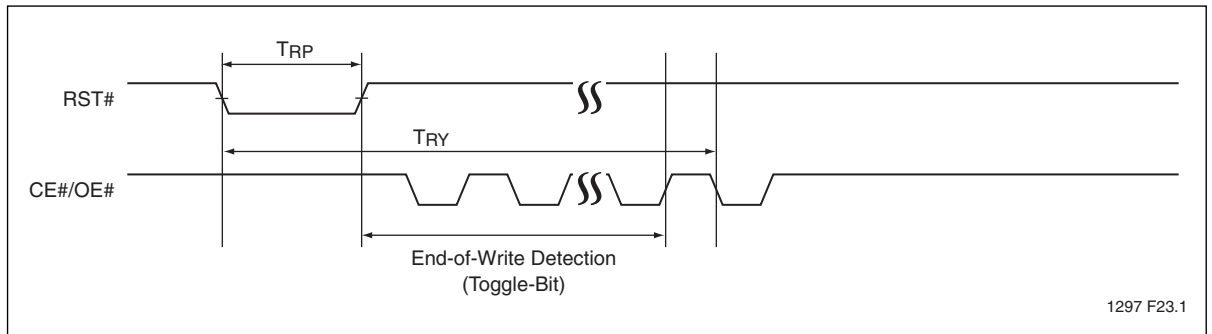 TRP
RST#
TRY
CE#/OE#
End-of-Write Detection
(Toggle-Bit)
1297 F23.1